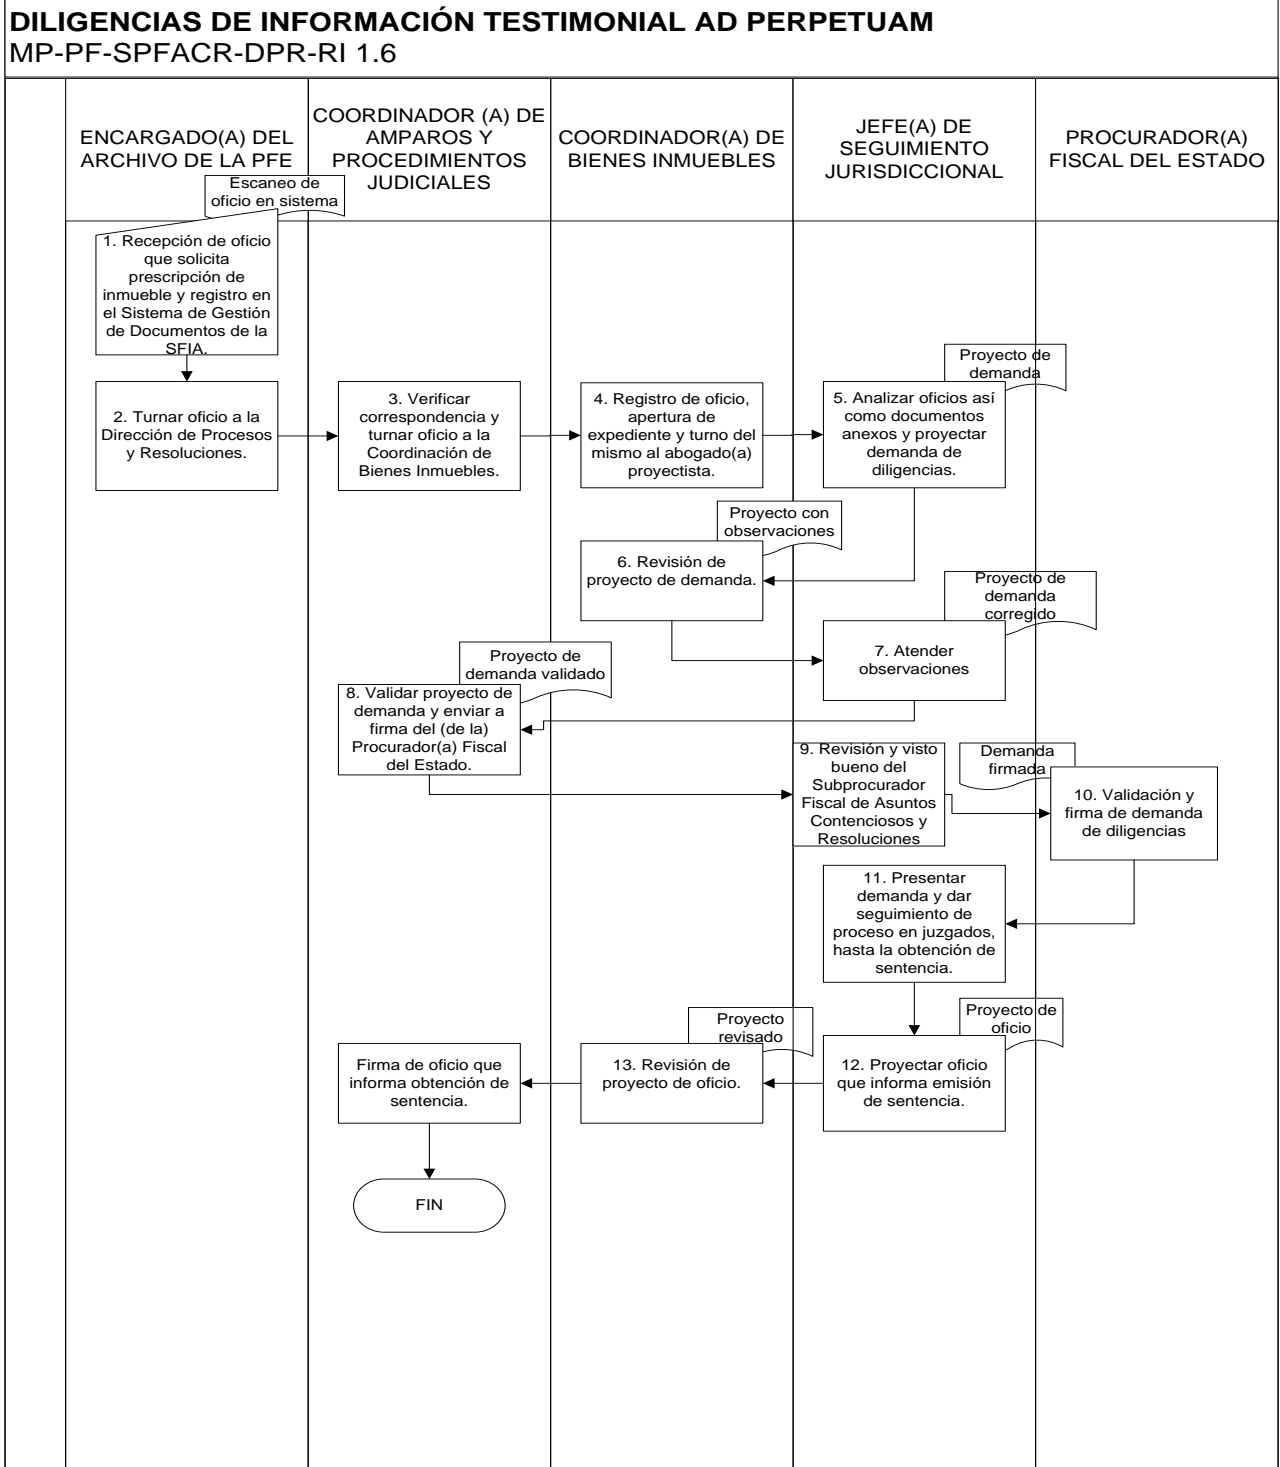 DILIGENCIAS DE INFORMACIÓN TESTIMONIAL AD PERPETUAM
MP-PF-SPFACR-DPR-RI 1.6
ENCARGADO(A) DEL
ARCHIVO DE LA PFE
COORDINADOR (A) DE
AMPAROS Y
PROCEDIMIENTOS
JUDICIALES
COORDINADOR(A) DE
BIENES INMUEBLES
JEFE(A) DE
SEGUIMIENTO
JURISDICCIONAL
PROCURADOR(A)
FISCAL DEL ESTADO
Escaneo de
oficio en sistema
1. Recepción de oficio
que solicita
prescripción de
inmueble y registro en
el Sistema de Gestión
de Documentos de la
SFIA.
2. Turnar oficio a la
Dirección de Procesos
y Resoluciones.
3. Verificar
correspondencia y
turnar oficio a la
Coordinación de
Bienes Inmuebles.
4. Registro de oficio,
apertura de
expediente y turno del
mismo al abogado(a)
proyectista.
Proyecto de
demanda
5. Analizar oficios así
como documentos
anexos y proyectar
demanda de
diligencias.
Proyecto con
observaciones
6. Revisión de
proyecto de demanda.
Proyecto de
demanda
corregido
7. Atender
observaciones
Proyecto de
demanda validado
8. Validar proyecto de
demanda y enviar a
firma del (de la)
Procurador(a) Fiscal
del Estado.
9. Revisión y visto
bueno del
Subprocurador
Fiscal de Asuntos
Contenciosos y
Resoluciones
Demanda
firmada
10. Validación y
firma de demanda
de diligencias
11. Presentar
demanda y dar
seguimiento de
proceso en juzgados,
hasta la obtención de
sentencia.
Proyecto de
oficio
12. Proyectar oficio
que informa emisión
de sentencia.
Proyecto
revisado
13. Revisión de
proyecto de oficio.
Firma de oficio que
informa obtención de
sentencia.
FIN